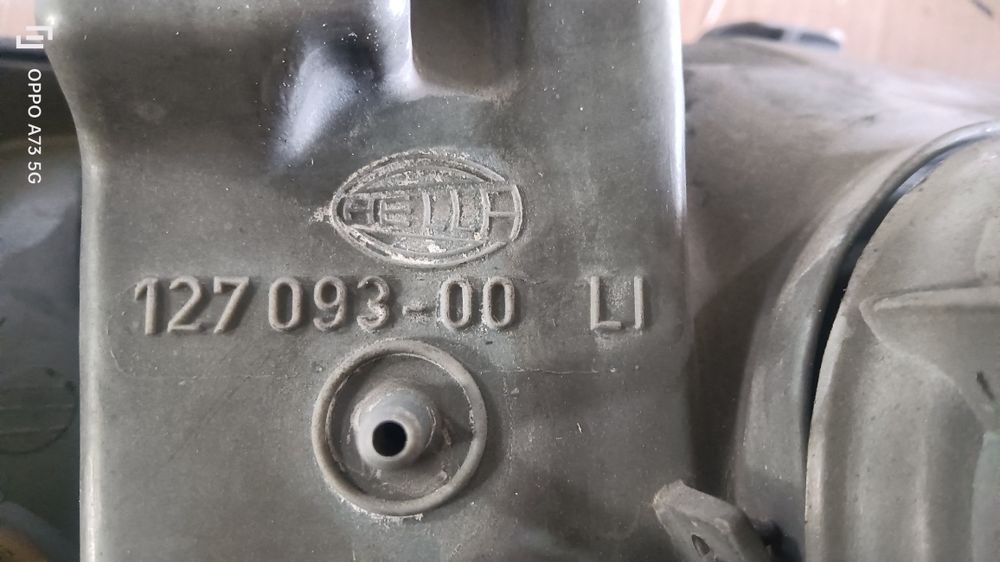 OPPO A73 5G
HELLA
127 093-00 LI